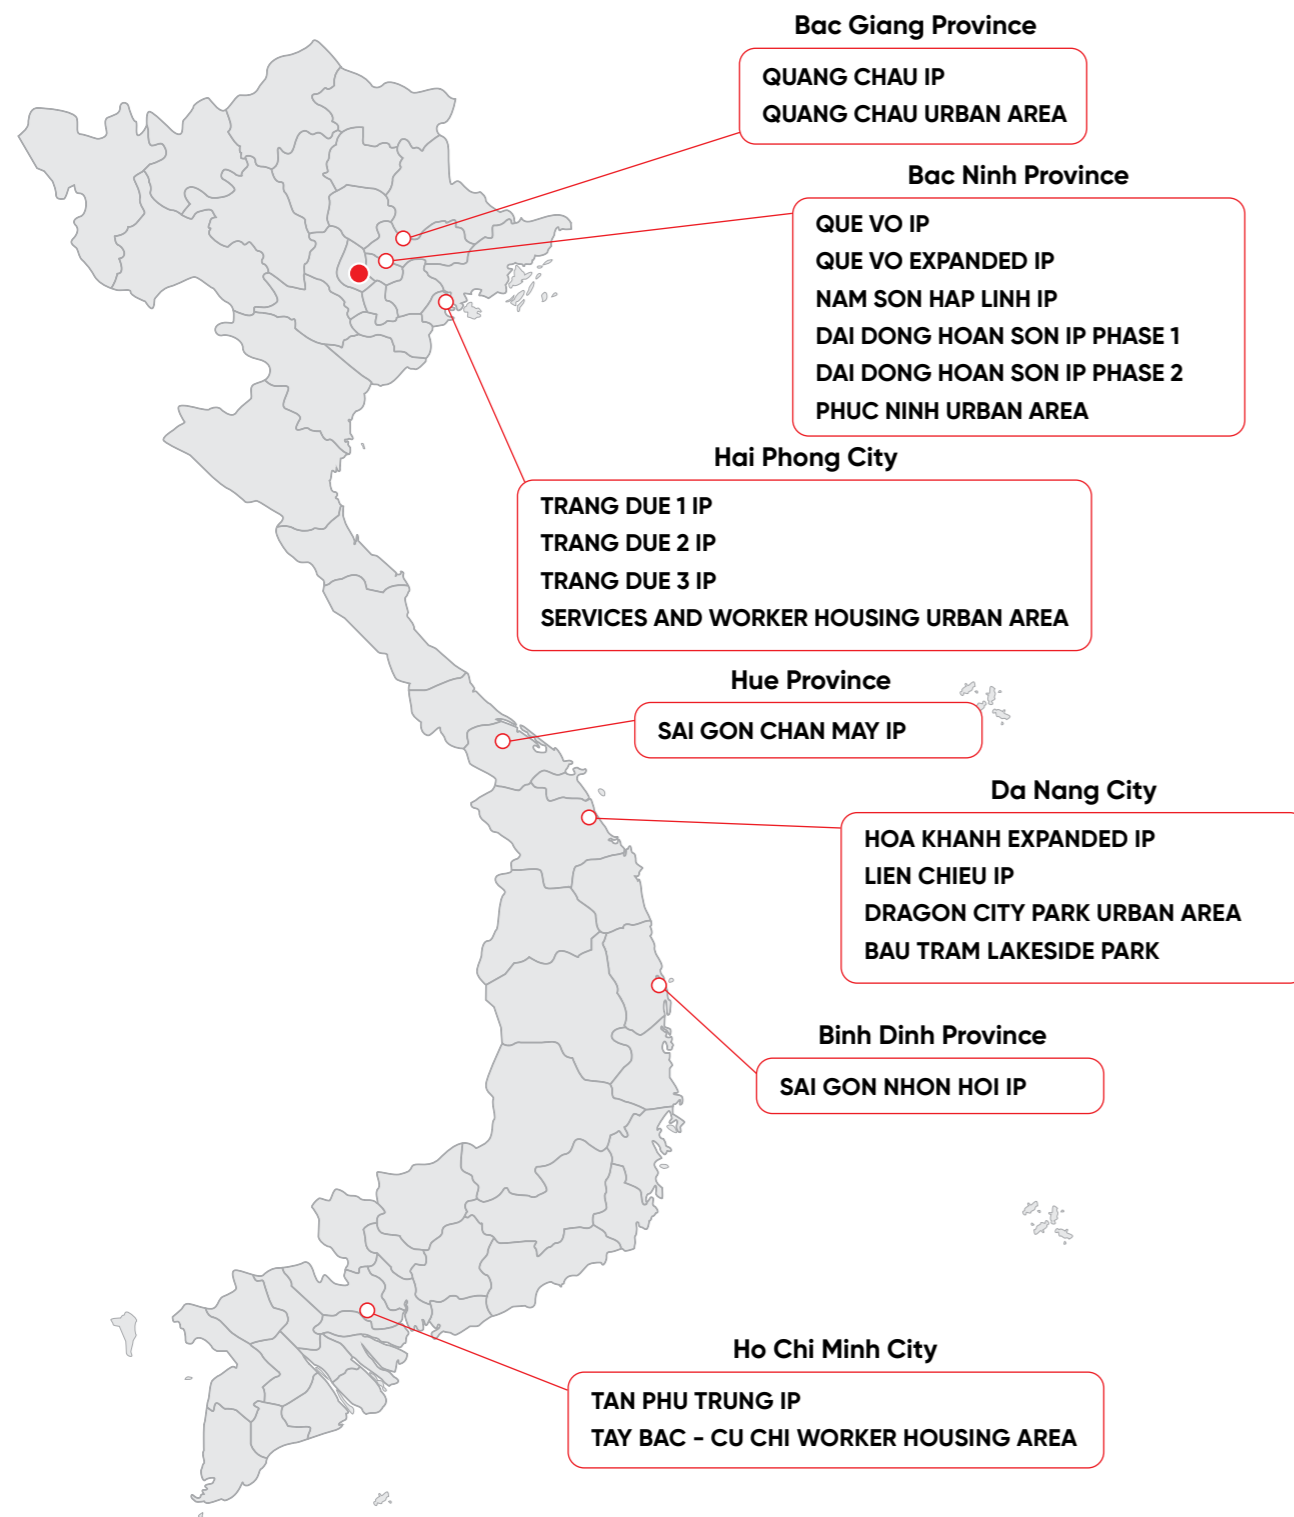 Bac Giang Province
QUANG CHAU IP
QUANG CHAU URBAN AREA
Bac Ninh Province
QUE VO IP
QUE VO EXPANDED IP
NAM SON HAP LINH IP
DAI DONG HOAN SON IP PHASE 1
DAI DONG HOAN SON IP PHASE 2
PHUC NINH URBAN AREA
Hai Phong City
TRANG DUE 1 IP
TRANG DUE 2 IP
TRANG DUE 3 IP
SERVICES AND WORKER HOUSING URBAN AREA
Hue Province
SAI GON CHAN MAY IP
Da Nang City
HOA KHANH EXPANDED IP
LIEN CHIEU IP
DRAGON CITY PARK URBAN AREA
BAU TRAM LAKESIDE PARK
Binh Dinh Province
SAI GON NHON HOI IP
Ho Chi Minh City
TAN PHU TRUNG IP
TAY BAC - CU CHI WORKER HOUSING AREA